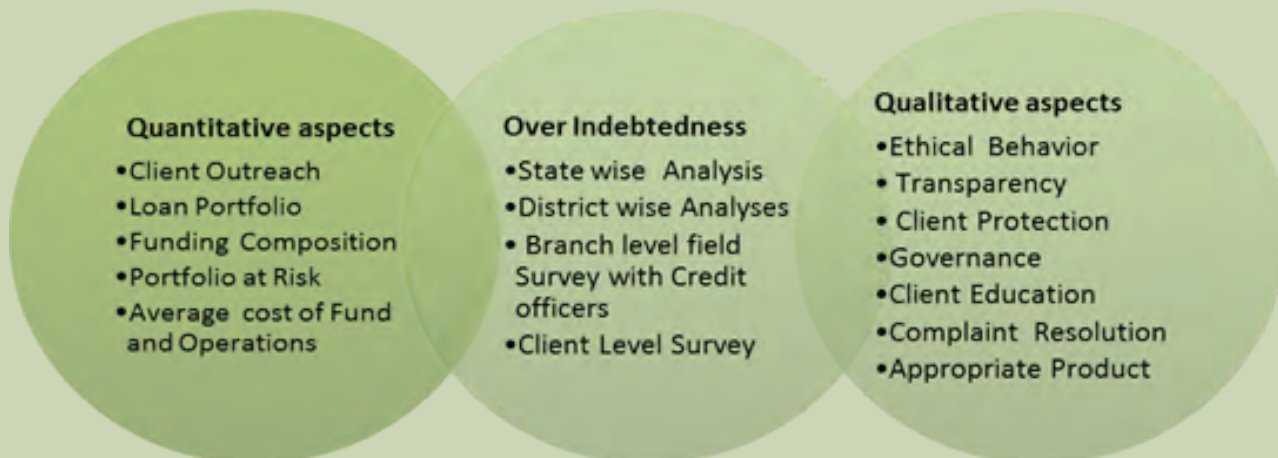 Quantitative aspects
•Client Outreach
•Loan Portfolio
•Funding Composition
•Portfolio at Risk
•Average cost of Fund
and Operations
Over Indebtedness
•State wise Analysis
•District wise Analyses
• Branch level field
Survey with Credit
officers
•Client Level Survey
Qualitative aspects
•Ethical Behavior
• Transparency
• Client Protection
•Governance
•Client Education
•Complaint Resolution
•Appropriate Product